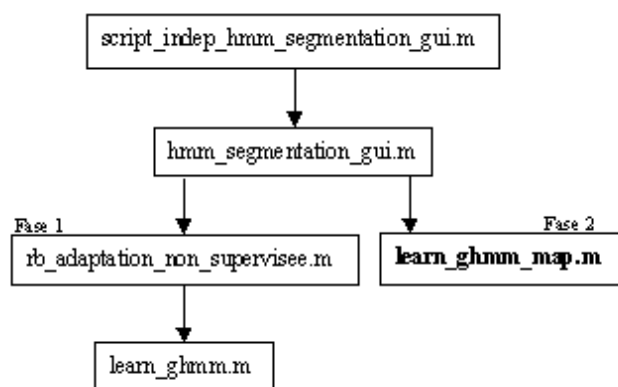 script_indep_hmm_segmentation_gui.m
hmm_segmentation_gui.m
Fase 1
Fase 2
rb_adaptation_non_supervisee.m
learn_ghmm_map.m
learn_ghmm.m